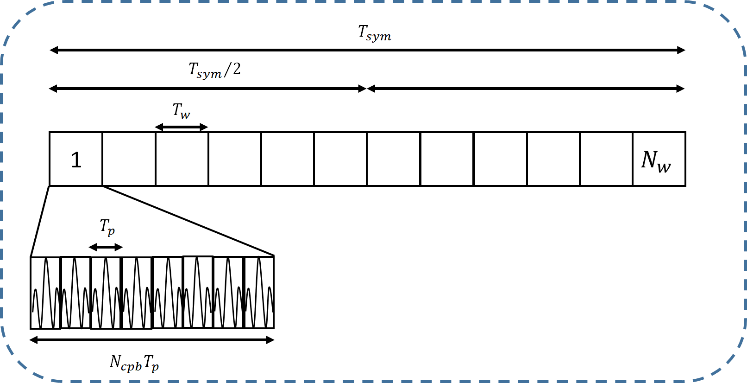 T_sym
T_sym/2
T_w
1 N_w
T_p
N_cpb T_p